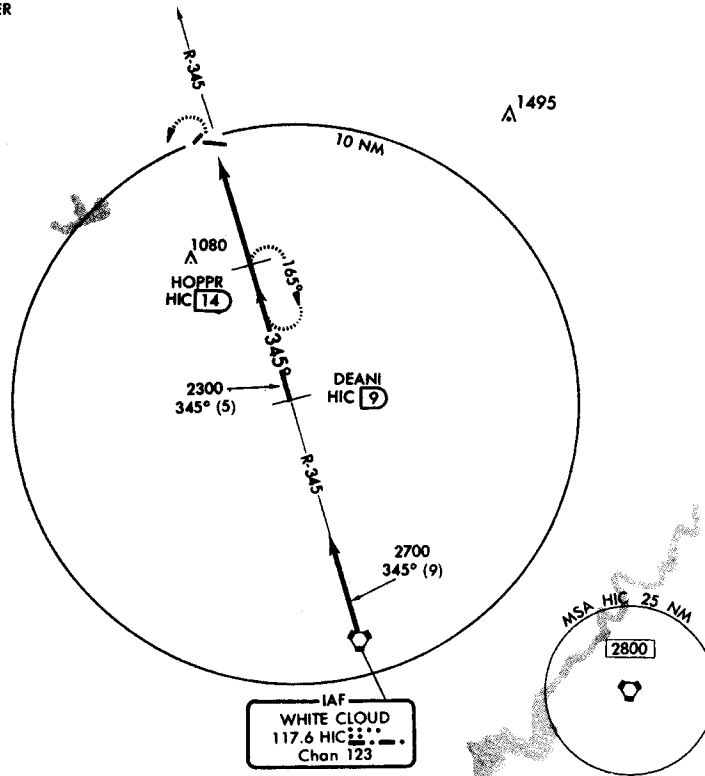 ER
R-345
1495
10 NM
1080
HOPPR
HIC 14
165°
345°
2300
345° (5)
DEANI
HIC 9
R-345
2700
345° (9)
MSA HIC 25 NM
2800
IAF
WHITE CLOUD
117.6 HIC
Chan 123